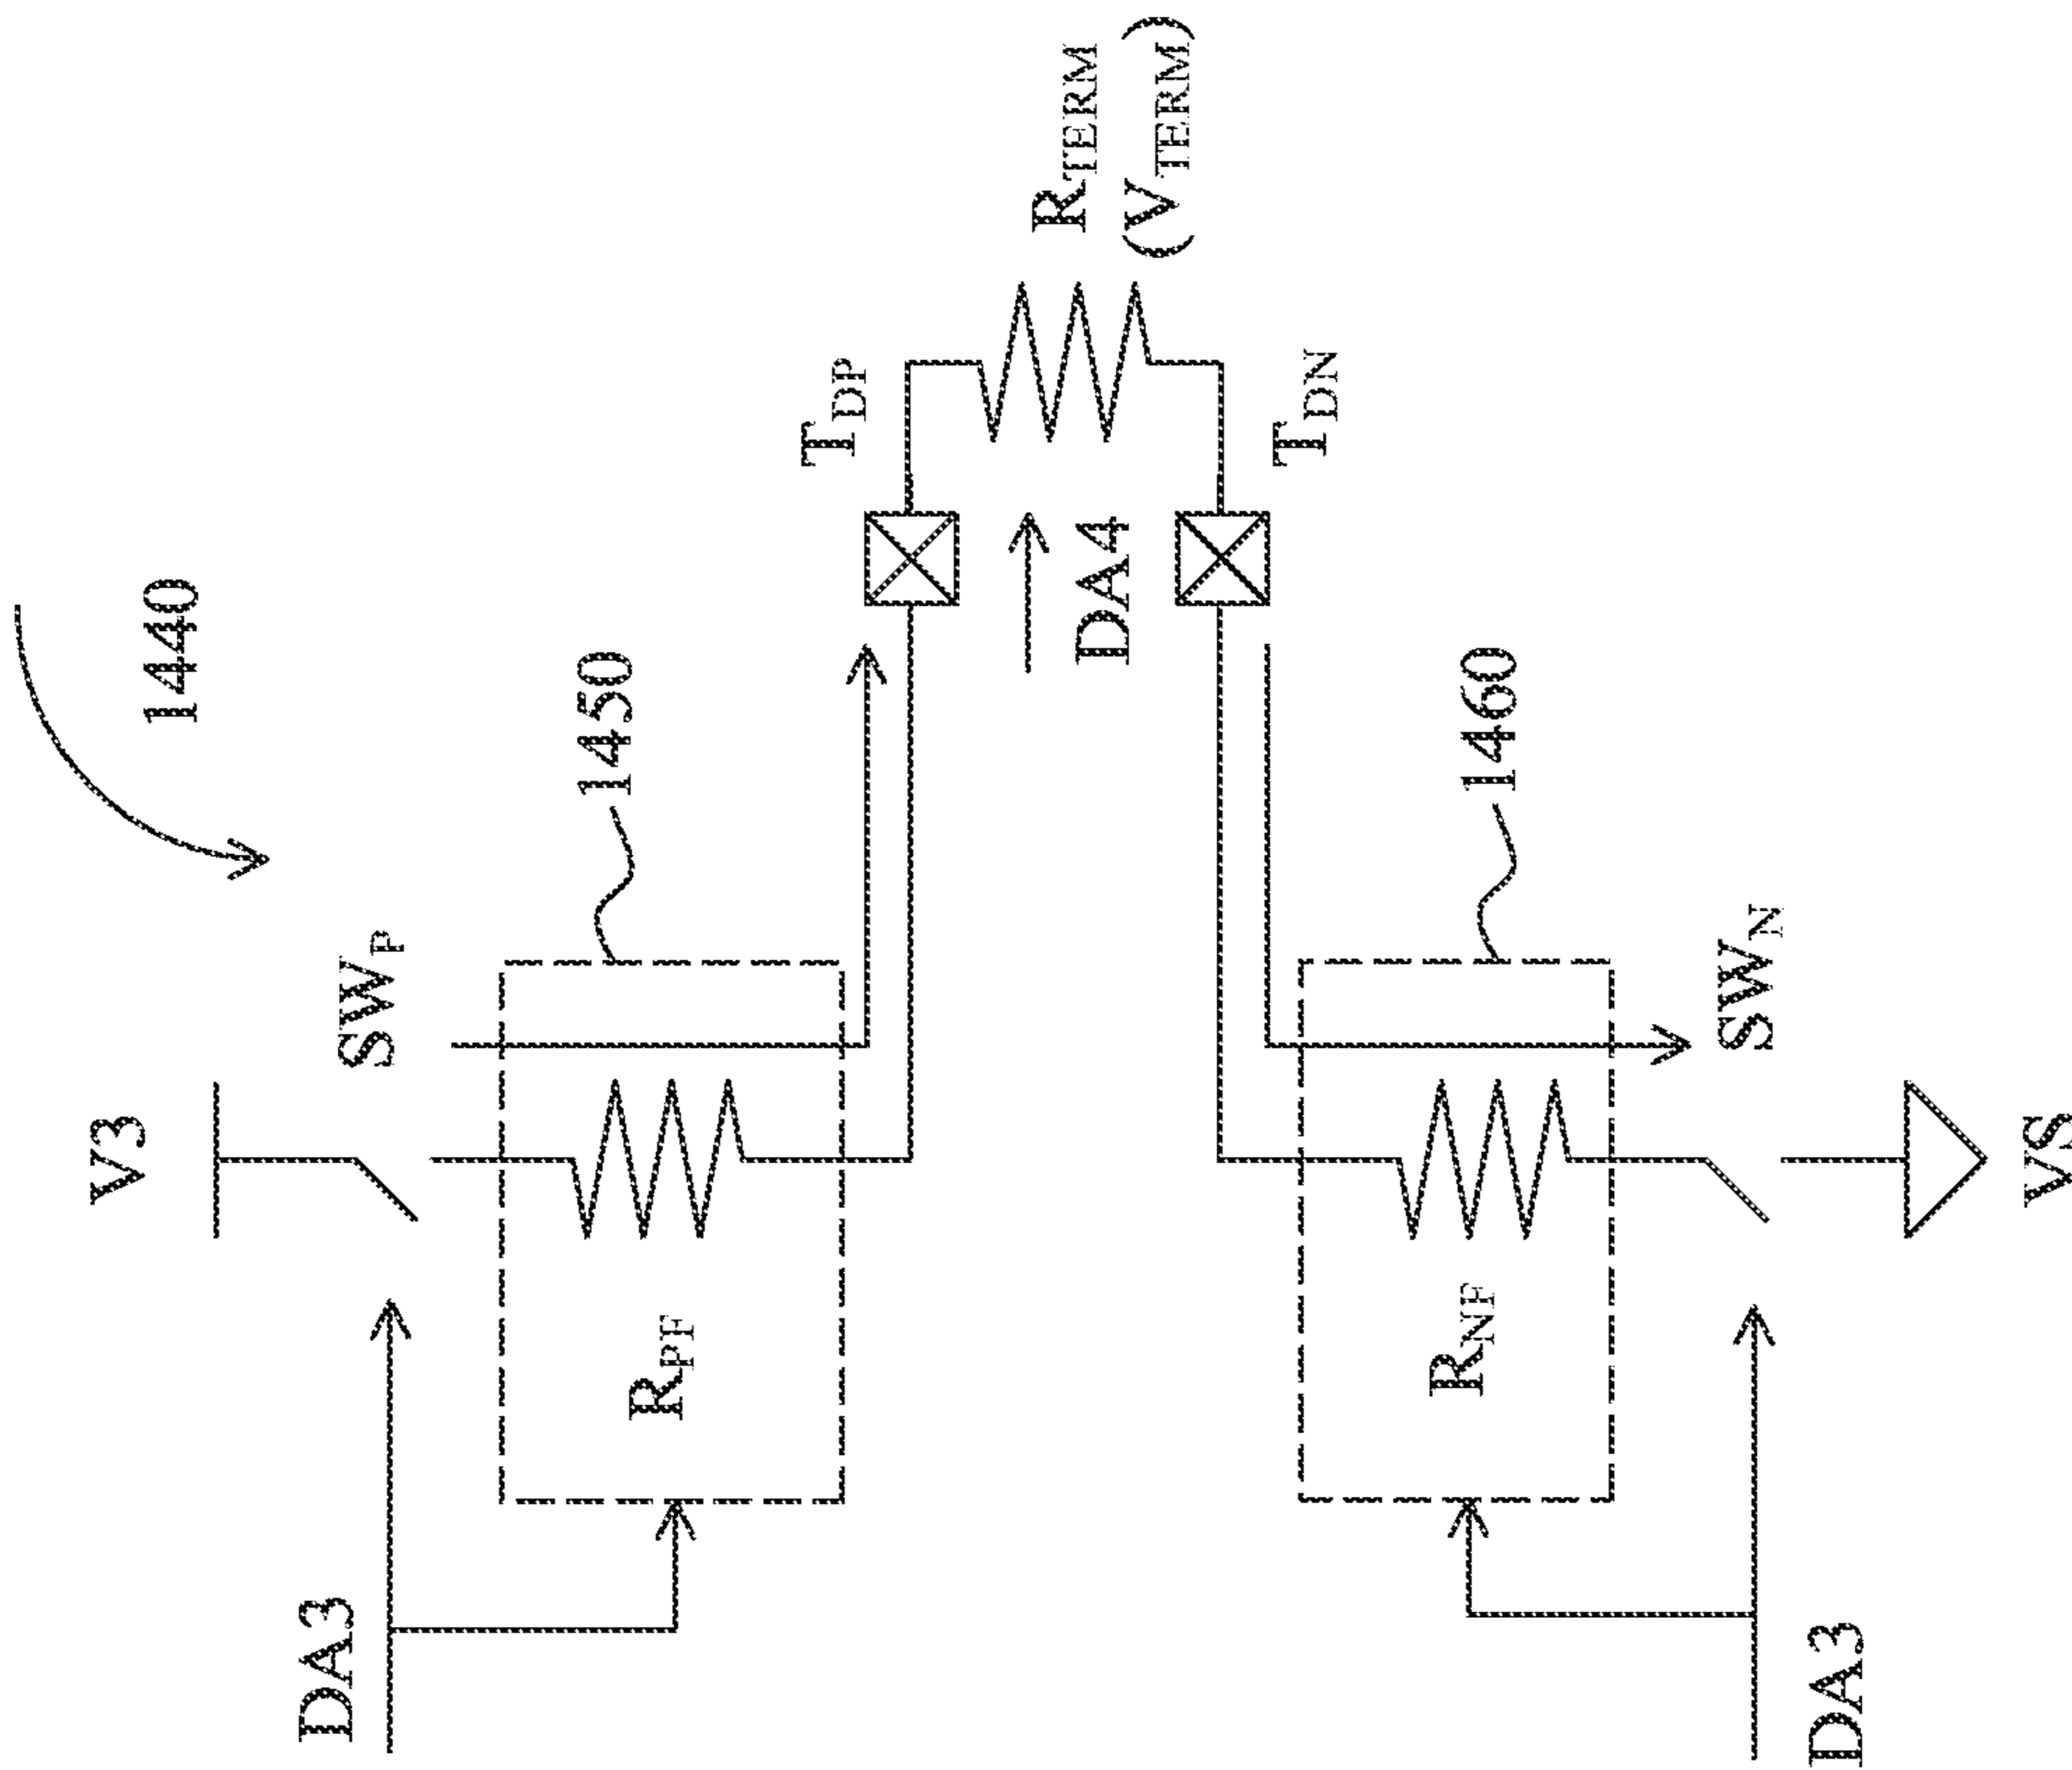 1440
V3
SWP
DA3
1450
RPF
TDP
RTERM
(VTERM)
DA4
TDN
1460
RNF
SWN
DA3
VS